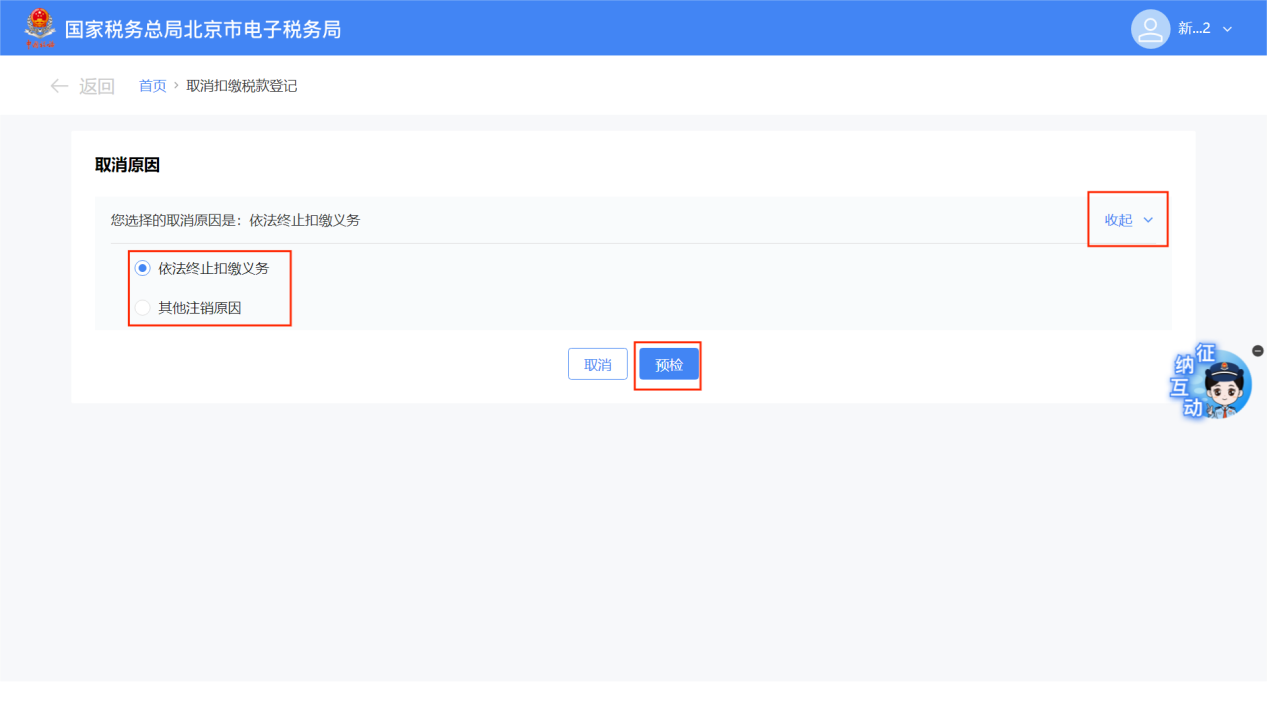 国家税务总局北京市电子税务局
新...2
返回 首页 › 取消扣缴税款登记
取消原因
您选择的取消原因是：依法终止扣缴义务
收起
依法终止扣缴义务
其他注销原因
取消
预检
征纳互动